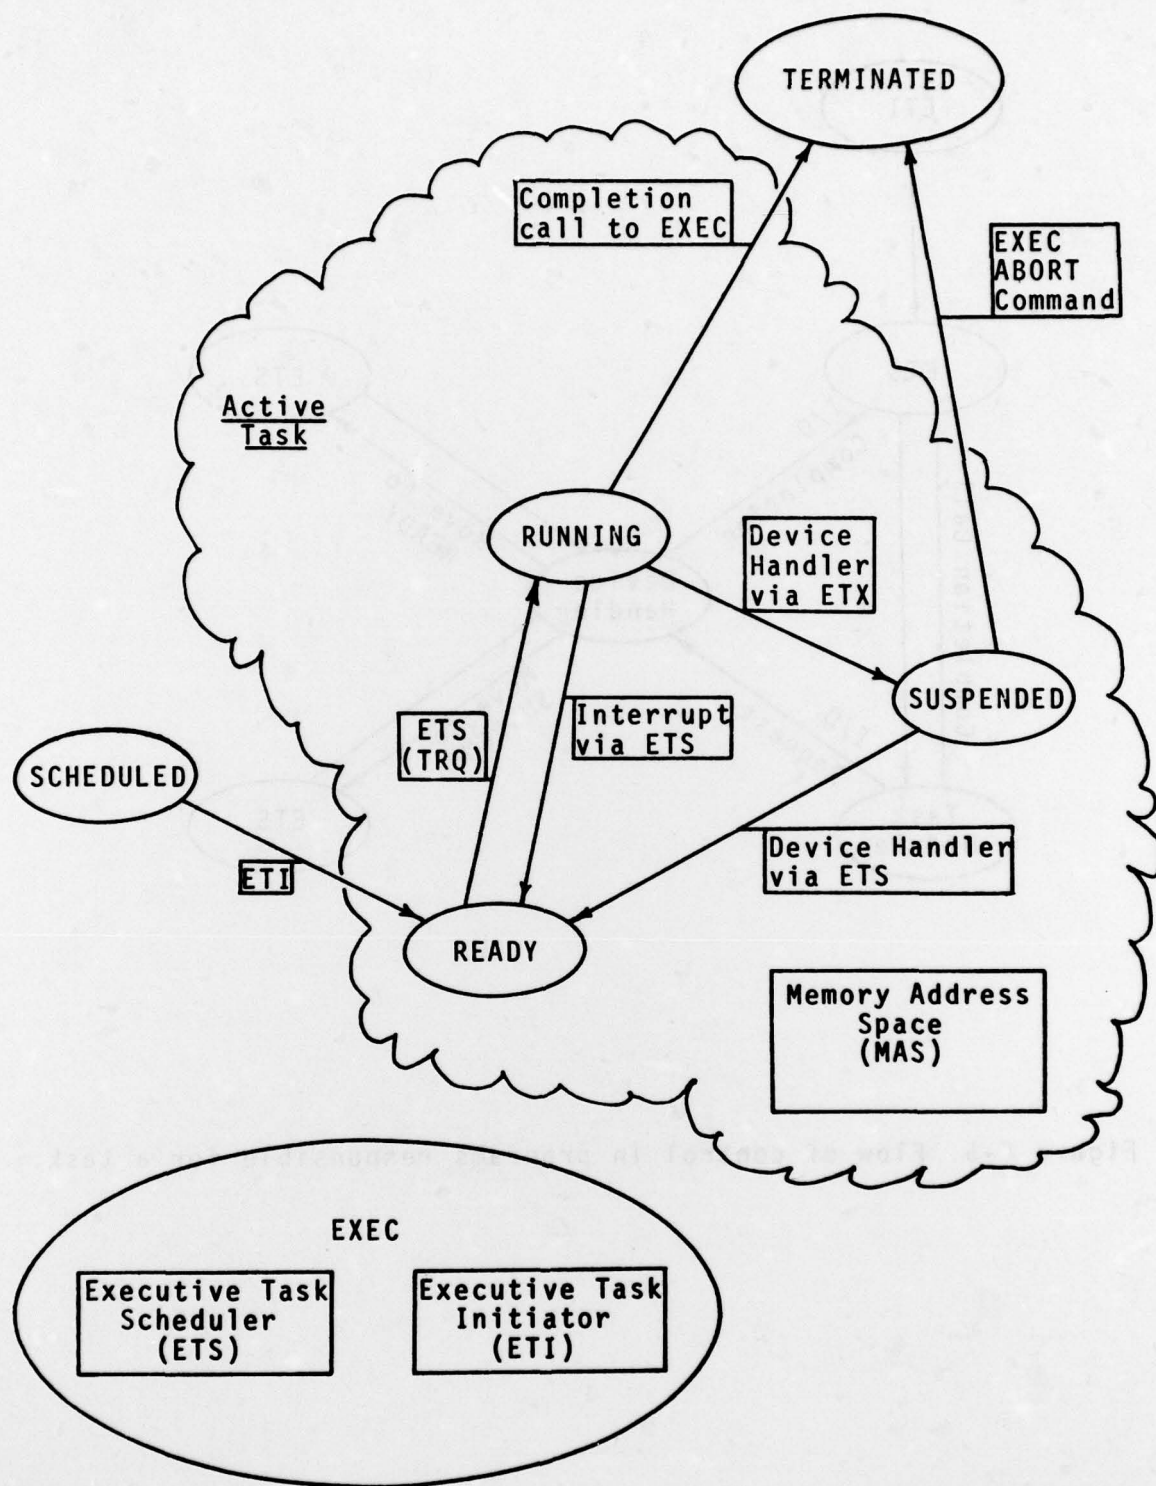 TERMINATED
Completion
call to EXEC
EXEC
ABORT
Command
Active
Task
RUNNING
Device
Handler
via ETX
SUSPENDED
ETS
(TRQ)
Interrupt
via ETS
SCHEDULED
ETI
Device Handler
via ETS
READY
Memory Address
Space
(MAS)
EXEC
Executive Task
Scheduler
(ETS)
Executive Task
Initiator
(ETI)